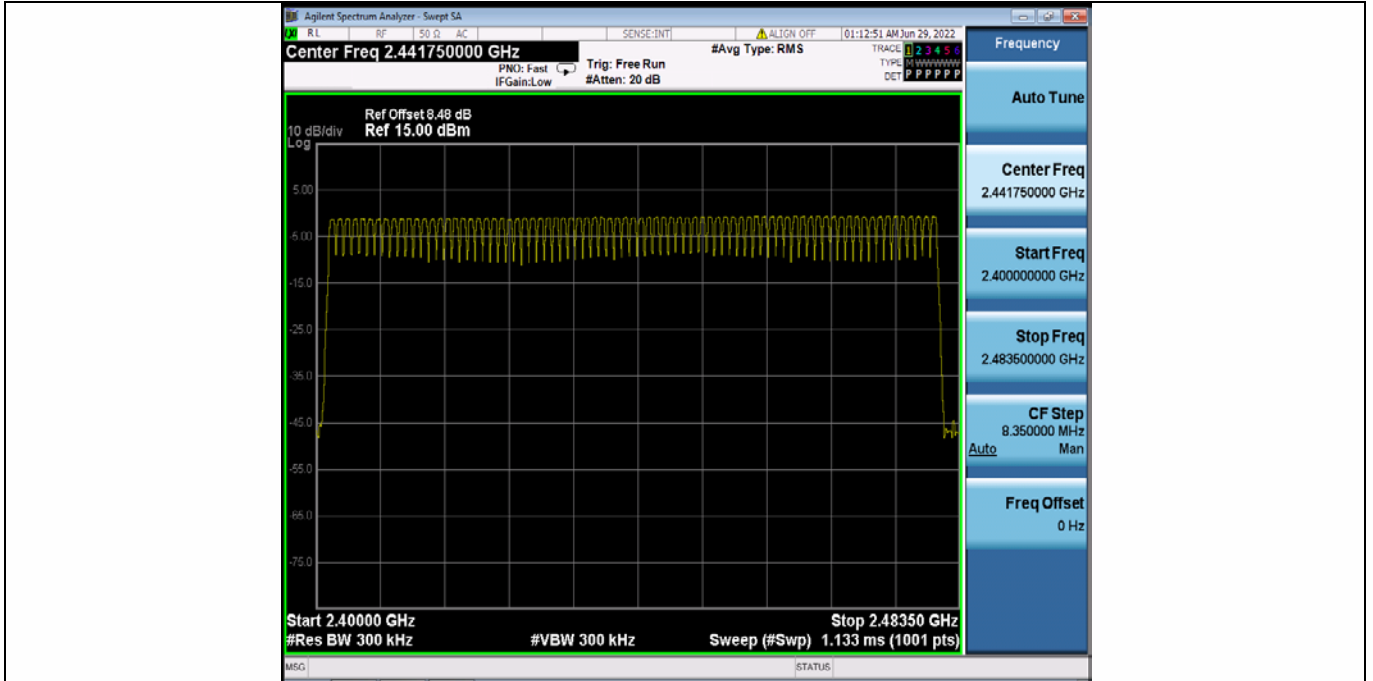 Agilent Spectrum Analyzer - Swept SA
RL RF 50 Ω AC SENSE:INT ALIGN OFF 01:12:51 AM Jun 29, 2022
Center Freq 2.441750000 GHz
#Avg Type: RMS
TRACE 1 2 3 4 5 6
PNO: Fast
Trig: Free Run
TYPE M WWWWW
IFGain:Low
#Atten: 20 dB
DET P P P P P P
Ref Offset 8.48 dB
10 dB/div Ref 15.00 dBm
Log
5.00
-5.00
-15.0
-25.0
-35.0
-45.0
-55.0
-65.0
-75.0
Start 2.40000 GHz
Stop 2.48350 GHz
#Res BW 300 kHz
#VBW 300 kHz
Sweep (#Swp) 1.133 ms (1001 pts)
MSG
STATUS
Frequency
Auto Tune
Center Freq
2.441750000 GHz
Start Freq
2.400000000 GHz
Stop Freq
2.483500000 GHz
CF Step
8.350000 MHz
Auto Man
Freq Offset
0 Hz